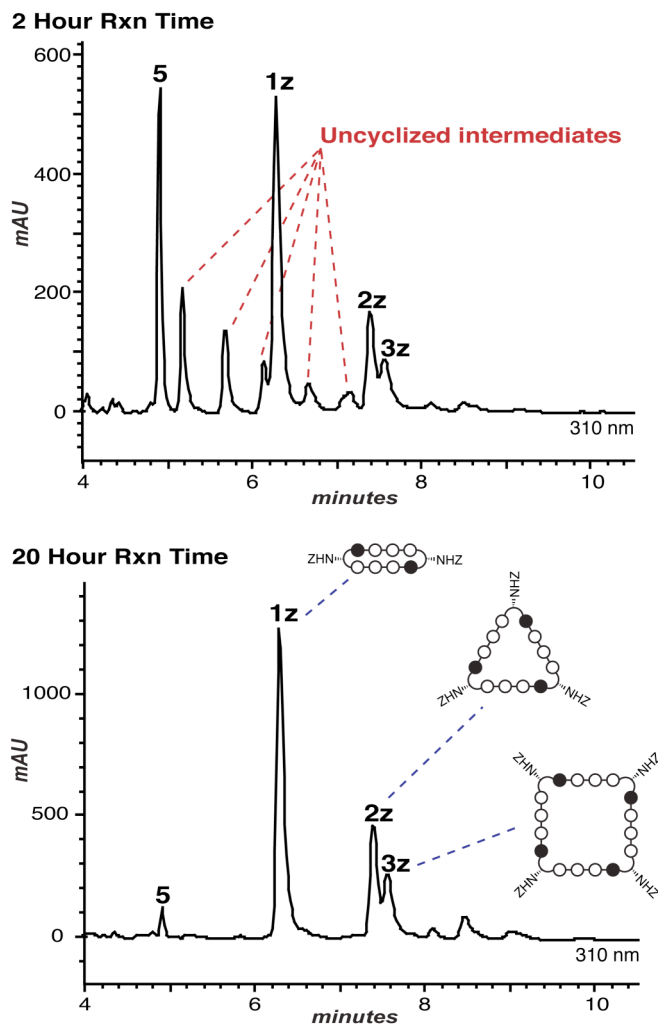 2 Hour Rxn Time
600
5
1z
Uncyclized intermediates
400
mAU
200
2z
3z
0
310 nm
4
6
8
10
minutes
20 Hour Rxn Time
ZHN
NHZ
NHZ
1z
1000
ZHN
NHZ
mAU
ZHN
NHZ
500
2z
3z
5
ZHN
NHZ
0
310 nm
4
6
8
10
minutes